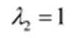 λ₂ = 1